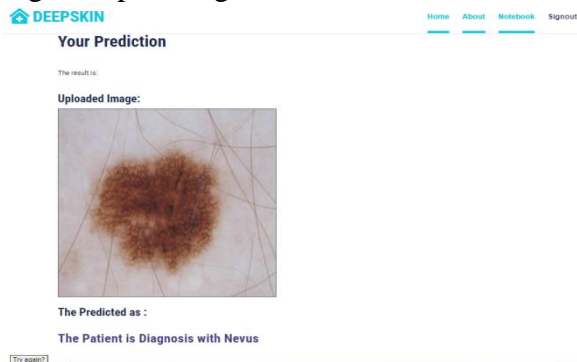 DEEPSKIN
Home About Notebook Signout
Your Prediction
The result is:
Uploaded Image:
The Predicted as :
The Patient is Diagnosis with Nevus
Try again?